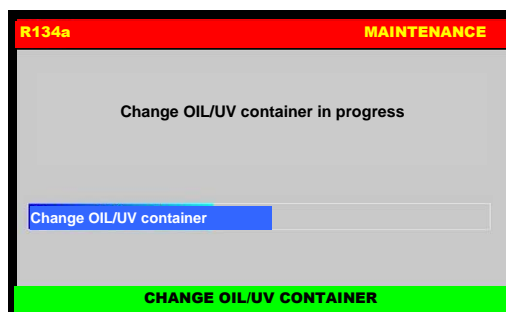 R134a MAINTENANCE
Change OIL/UV container in progress
Change OIL/UV container
CHANGE OIL/UV CONTAINER